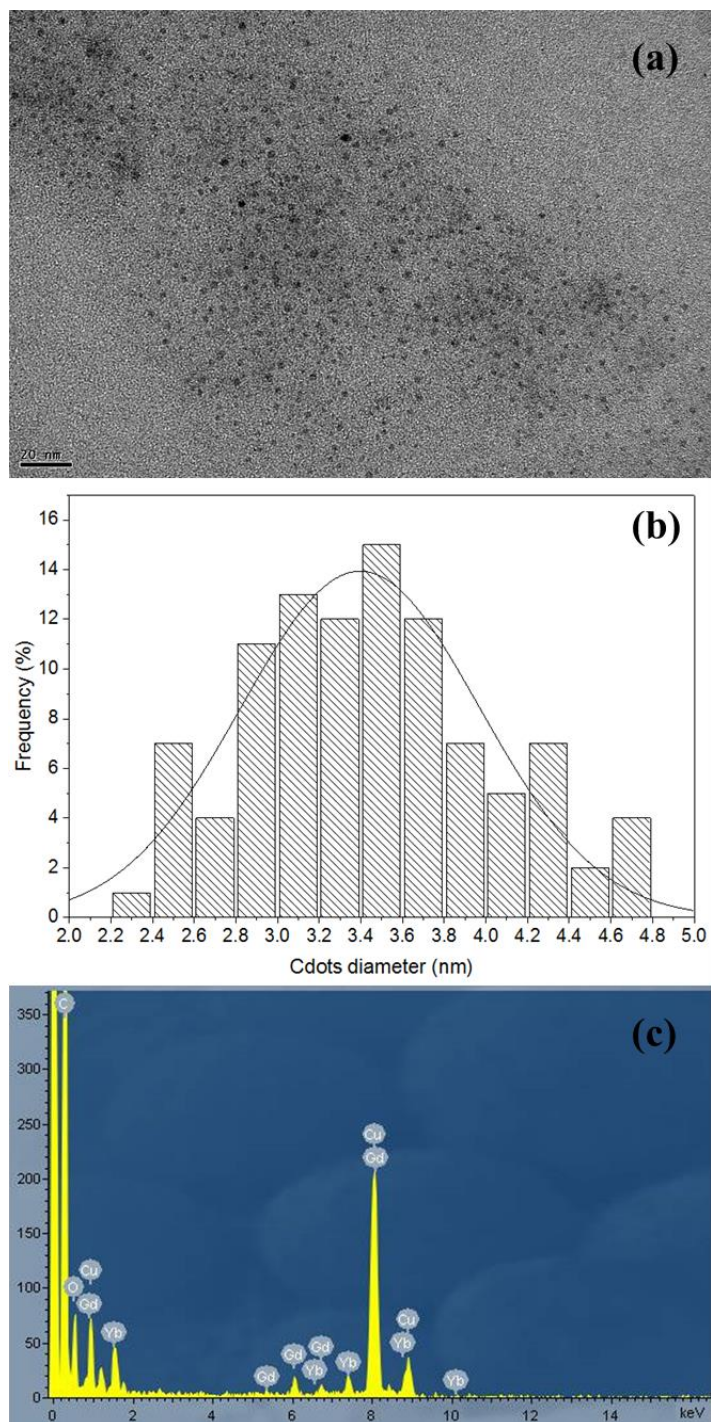 (a)
20 nm
(b)
16
14
12
10
8
6
4
2
0
Frequency (%)
2.0 2.2 2.4 2.6 2.8 3.0 3.2 3.4 3.6 3.8 4.0 4.2 4.4 4.6 4.8 5.0
Cdots diameter (nm)
(c)
350
300
250
200
150
100
50
0
C
Cu
O
Gd
Yb
Gd
Gd
Yb
Yb
Cu
Gd
Cu
Yb
Yb
0 2 4 6 8 10 12 14
keV